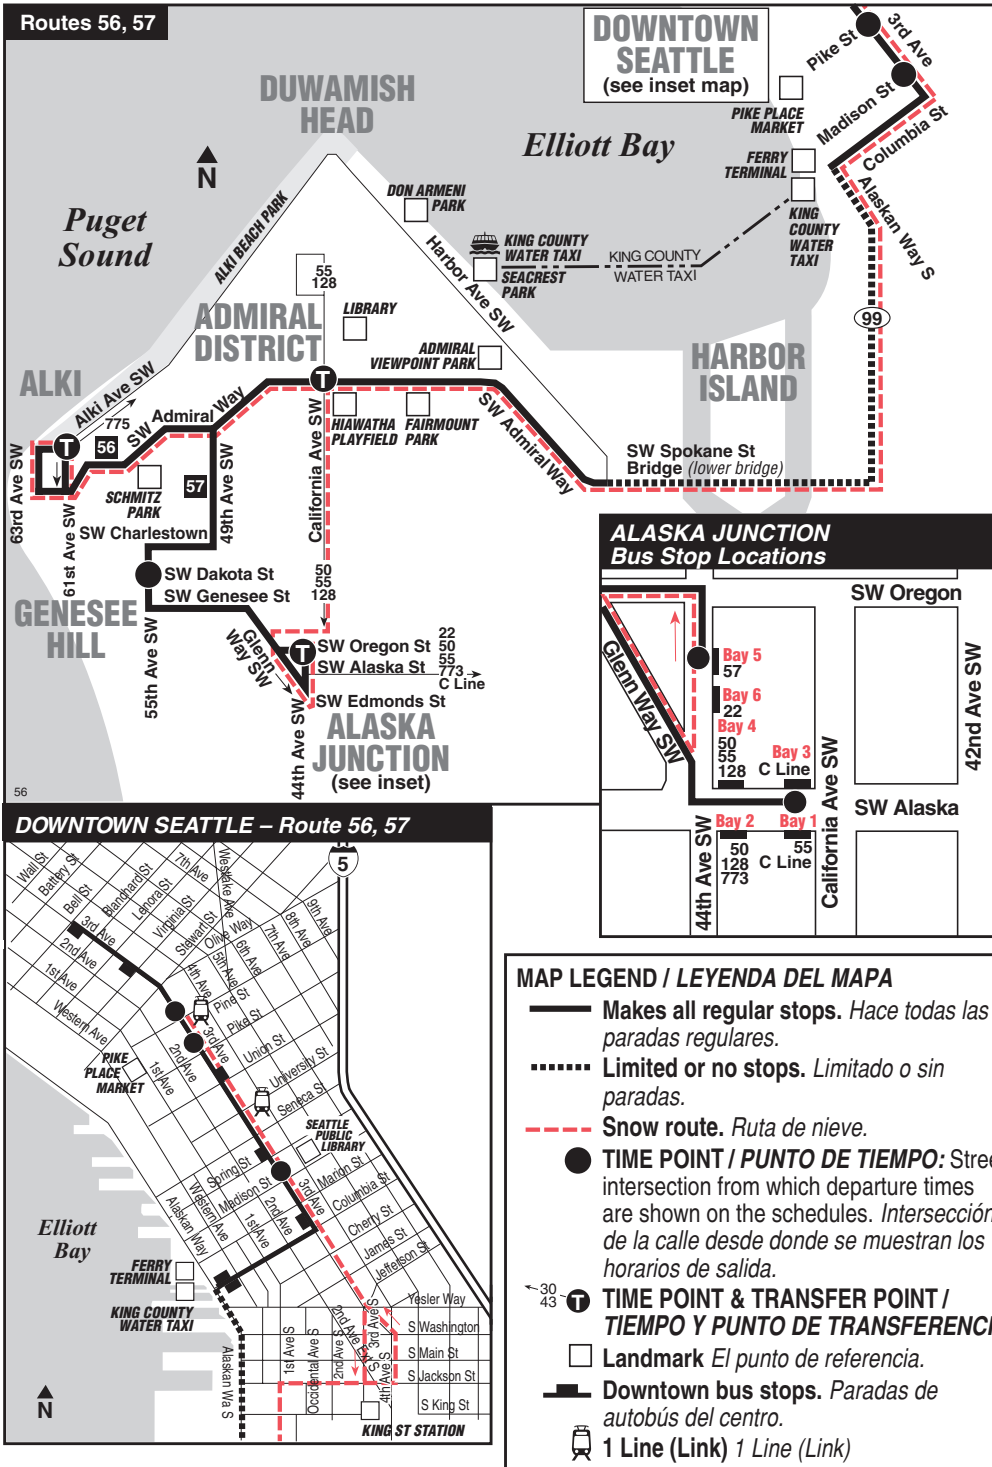 Routes 56, 57
DOWNTOWN
SEATTLE
(see inset map)
Pike St
3rd Ave
Madison St
Columbia St
Alaskan Way S
PIKE PLACE
MARKET
FERRY
TERMINAL
KING
COUNTY
WATER
TAXI
DUWAMISH
HEAD
Elliott Bay
N
Puget
Sound
ALKI BEACH PARK
DON ARMENI
PARK
Harbor Ave SW
KING COUNTY
WATER TAXI
SEACREST
PARK
KING COUNTY
WATER TAXI
55
128
LIBRARY
ADMIRAL
DISTRICT
ADMIRAL
VIEWPOINT PARK
99
HARBOR
ISLAND
ALKI
Alki Ave SW
775
T
56
SW Admiral Way
T
HIAWATHA
PLAYFIELD
FAIRMOUNT
PARK
SW Admiral Way
SW Spokane St
Bridge (lower bridge)
63rd Ave SW
61st Ave SW
SCHMITZ
PARK
57
49th Ave SW
California Ave SW
SW Charlestown
SW Dakota St
SW Genesee St
50
55
128
GENESEE
HILL
55th Ave SW
Glenn
Way SW
T
SW Oregon St
SW Alaska St
SW Edmonds St
22
50
55
773
C Line
44th Ave SW
ALASKA
JUNCTION
(see inset)
56
ALASKA JUNCTION
Bus Stop Locations
SW Oregon
Glenn Way SW
Bay 5
57
Bay 6
22
Bay 4
50
55
128
Bay 3
C Line
42nd Ave SW
California Ave SW
SW Alaska
44th Ave SW
Bay 2
50
128
773
Bay 1
55
C Line
DOWNTOWN SEATTLE – Route 56, 57
5
Wall St
Battery St
Bell St
Blanchard St
Lenora St
Virginia St
Stewart St
Olive Way
7th Ave
Westlake Ave
9th Ave
8th Ave
7th Ave
6th Ave
5th Ave
4th Ave
3rd Ave
2nd Ave
1st Ave
Western Ave
Pine St
Pike St
3rd Ave
2nd Ave
1st Ave
Union St
University St
Seneca St
PIKE
PLACE
MARKET
SEATTLE
PUBLIC
LIBRARY
Spring St
Madison St
Marion St
Columbia St
Cherry St
James St
Jefferson St
3rd Ave
2nd Ave
1st Ave
Western Ave
Alaskan Way
Elliott
Bay
FERRY
TERMINAL
KING COUNTY
WATER TAXI
Yesler Way
S Washington
S Main St
S Jackson St
S King St
Alaskan Wa S
1st Ave S
Occidental Ave S
2nd Ave S
2nd Ave Ext S
3rd Ave S
4th Ave S
N
KING ST STATION
MAP LEGEND / LEYENDA DEL MAPA
Makes all regular stops. Hace todas las
paradas regulares.
Limited or no stops. Limitado o sin
paradas.
Snow route. Ruta de nieve.
TIME POINT / PUNTO DE TIEMPO: Stree
intersection from which departure times
are shown on the schedules. Intersección
de la calle desde donde se muestran los
horarios de salida.
30
43
T
TIME POINT & TRANSFER POINT /
TIEMPO Y PUNTO DE TRANSFERENCI
Landmark El punto de referencia.
Downtown bus stops. Paradas de
autobús del centro.
1 Line (Link) 1 Line (Link)